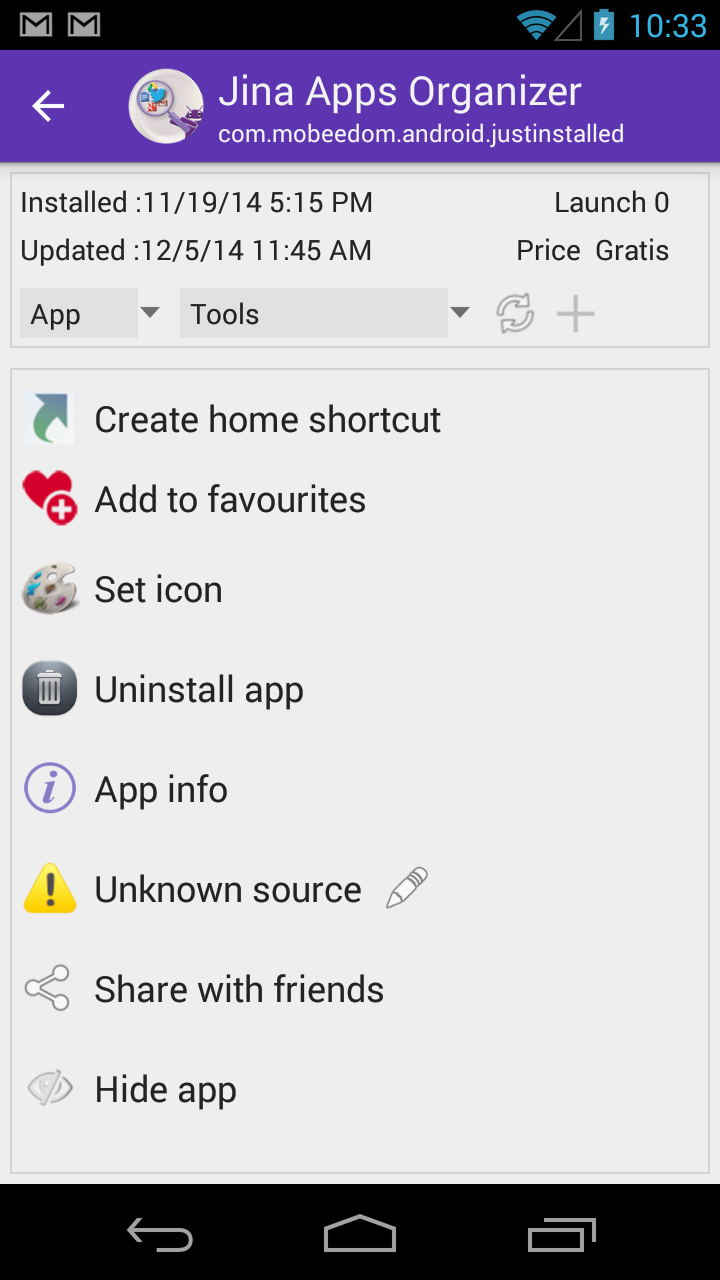 10:33
Jina Apps Organizer
com.mobeedom.android.justinstalled
Installed :11/19/14 5:15 PM Launch 0
Updated :12/5/14 11:45 AM Price Gratis
App Tools
Create home shortcut
Add to favourites
Set icon
Uninstall app
App info
Unknown source
Share with friends
Hide app